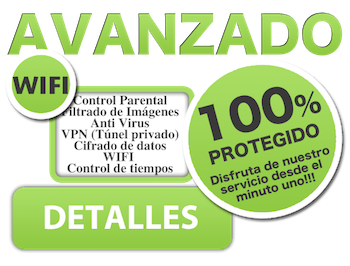 AVANZADO
WIFI
Control Parental
Filtrado de Imágenes
Anti Virus
VPN (Túnel privado)
Cifrado de datos
WIFI
Control de tiempos
100%
PROTEGIDO
Disfruta de nuestro
servicio desde el
minuto uno!!!
DETALLES